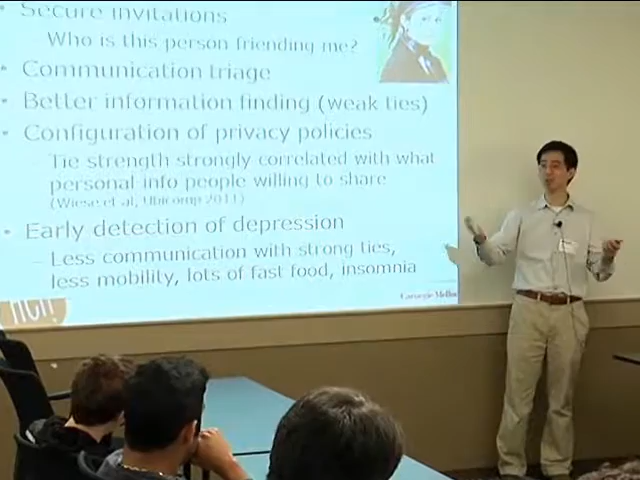 • Secure invitations
Who is this person friending me?
• Communication triage
• Better information finding (weak ties)
• Configuration of privacy policies
– Tie strength strongly correlated with what
personal info people willing to share
(Wiese et al, Ubicomp 2011)
• Early detection of depression
– Less communication with strong ties,
less mobility, lots of fast food, insomnia
Carnegie Mellon